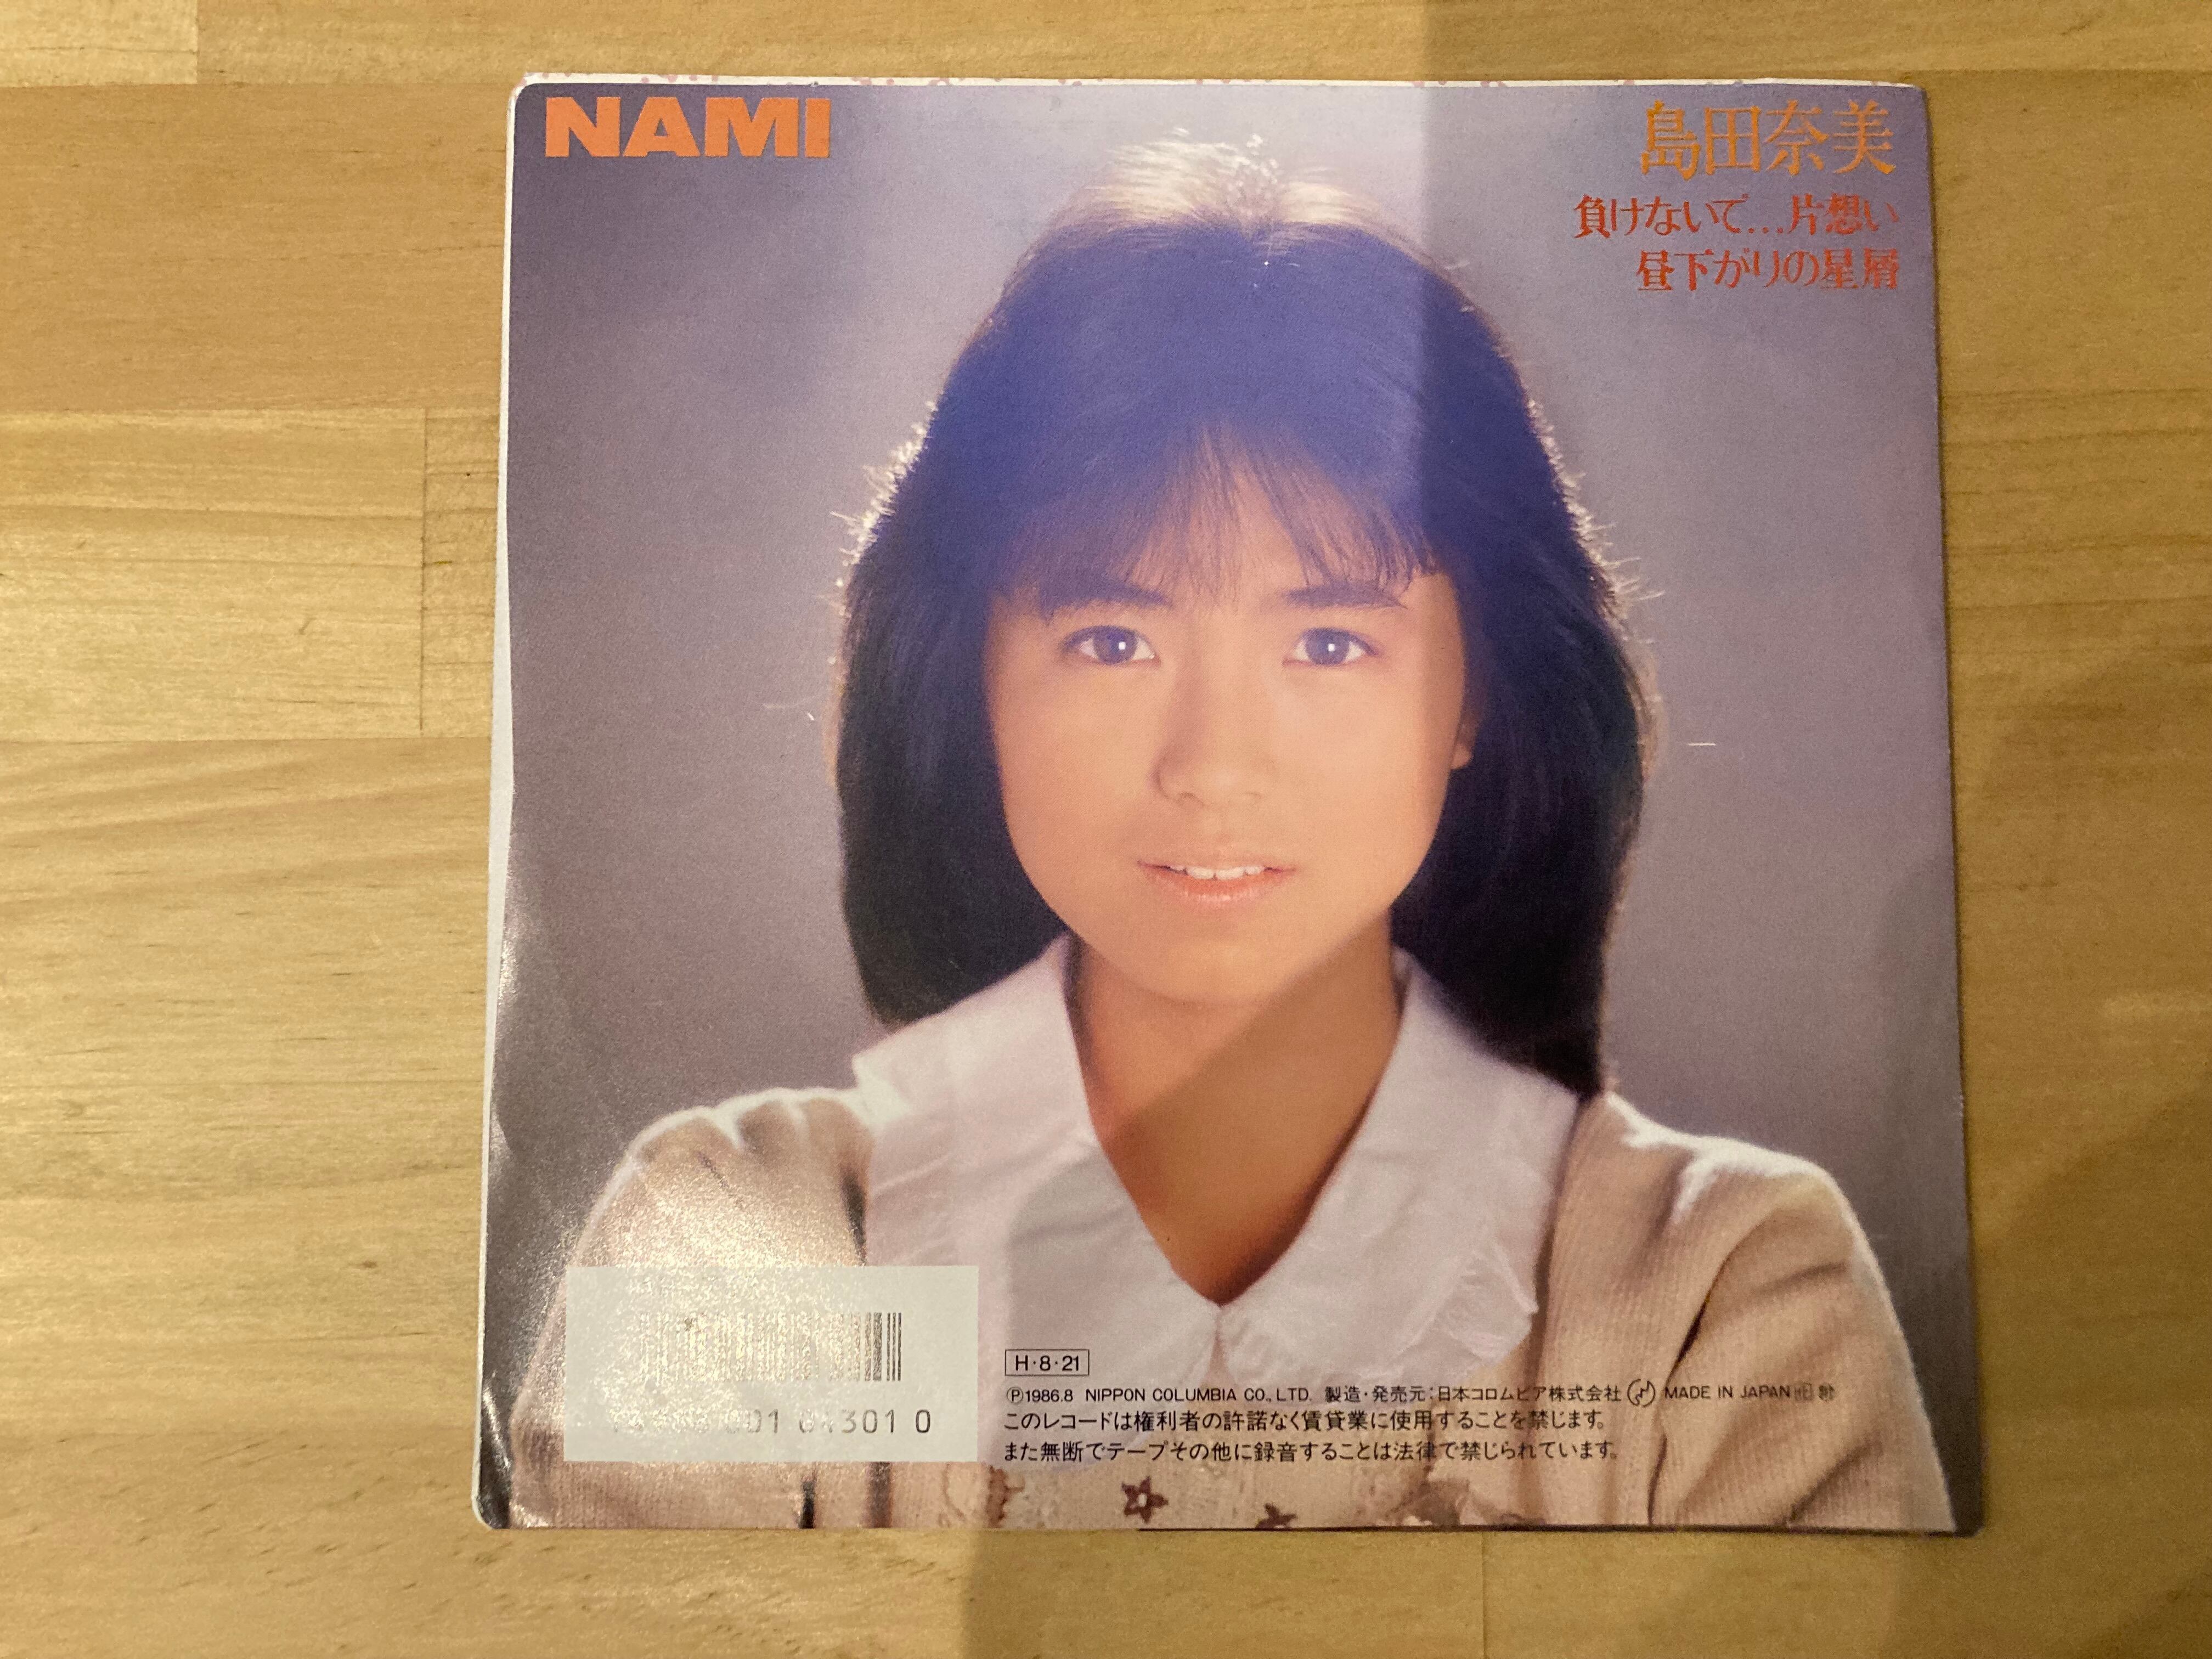 NAMI
島田奈美
負けないで…片想い
昼下がりの星屑
H・8・21
Ⓟ1986.8 NIPPON COLUMBIA CO., LTD. 製造・発売元:日本コロムビア株式会社 MADE IN JAPAN
このレコードは権利者の許諾なく賃貸業に使用することを禁じます。
また無断でテープその他に録音することは法律で禁じられています。
301 0